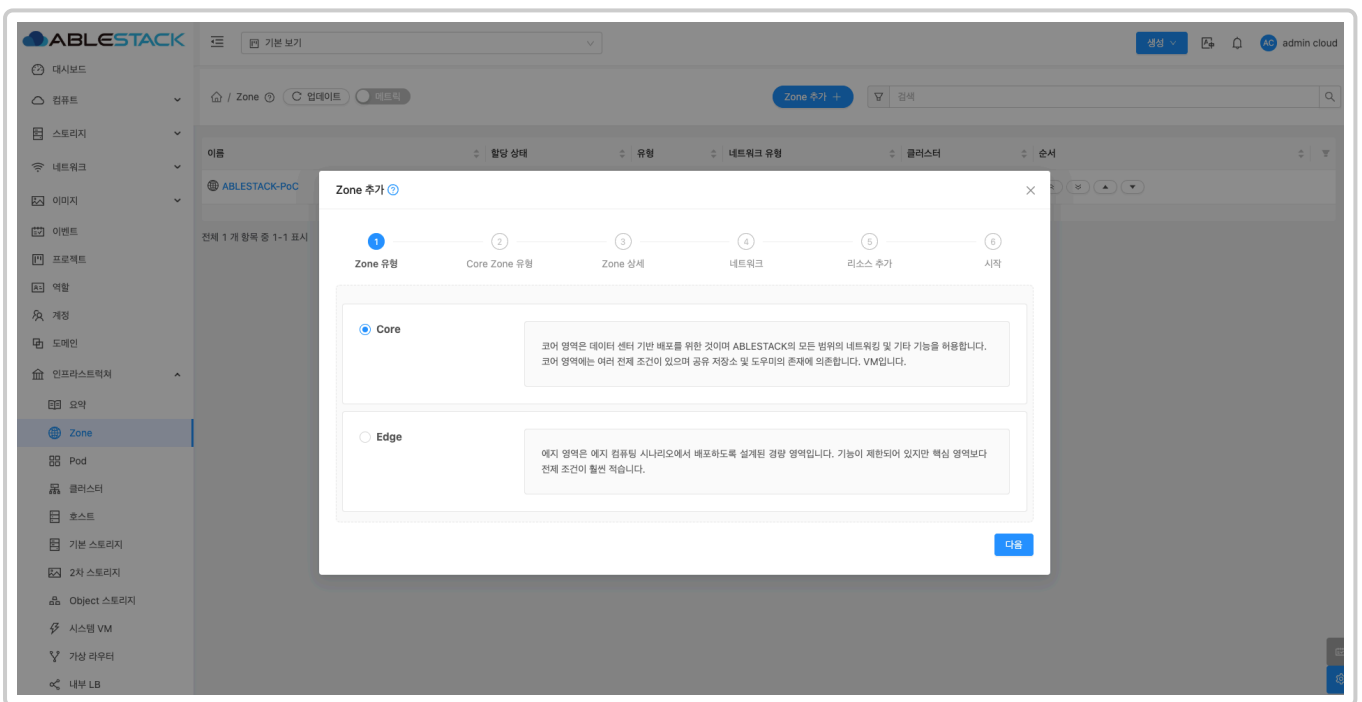 ABLESTACK
기본 보기
생성
AC admin cloud
대시보드
컴퓨트
스토리지
네트워크
이미지
이벤트
프로젝트
역할
계정
도메인
인프라스트럭쳐
요약
Zone
Pod
클러스터
호스트
기본 스토리지
2차 스토리지
Object 스토리지
시스템 VM
가상 라우터
내부 LB
/ Zone 업데이트 메트릭
Zone 추가 +
검색
이름 할당 상태 유형 네트워크 유형 클러스터 순서
ABLESTACK-PoC
전체 1 개 항목 중 1-1 표시
Zone 추가
1 2 3 4 5 6
Zone 유형 Core Zone 유형 Zone 상세 네트워크 리소스 추가 시작
Core
코어 영역은 데이터 센터 기반 배포를 위한 것이며 ABLESTACK의 모든 범위의 네트워킹 및 기타 기능을 허용합니다.
코어 영역에는 여러 전제 조건이 있으며 공유 저장소 및 도우미의 존재에 의존합니다. VM입니다.
Edge
에지 영역은 에지 컴퓨팅 시나리오에서 배포하도록 설계된 경량 영역입니다. 기능이 제한되어 있지만 핵심 영역보다
전제 조건이 훨씬 적습니다.
다음